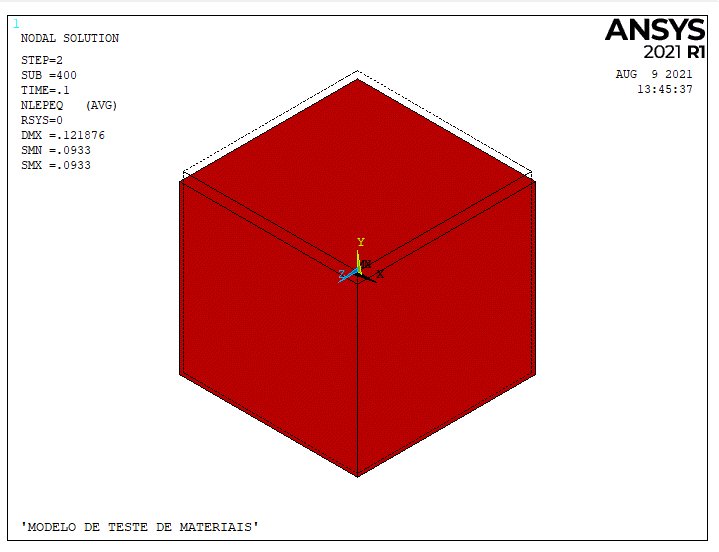 1
NODAL SOLUTION
STEP=2
SUB =400
TIME=.1
NLEPEQ (AVG)
RSYS=0
DMX =.121876
SMN =.0933
SMX =.0933
ANSYS
2021 R1
AUG 9 2021
13:45:37
Y
Z
X
'MODELO DE TESTE DE MATERIAIS'